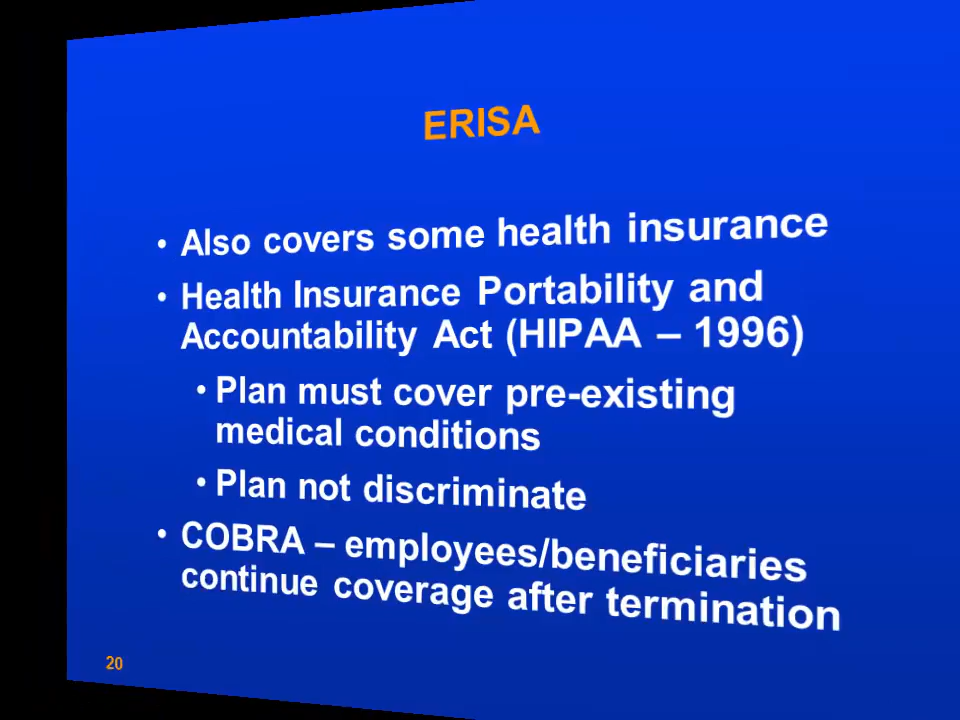 ERISA
• Also covers some health insurance
• Health Insurance Portability and
Accountability Act (HIPAA – 1996)
• Plan must cover pre-existing
medical conditions
• Plan not discriminate
• COBRA – employees/beneficiaries
continue coverage after termination
20